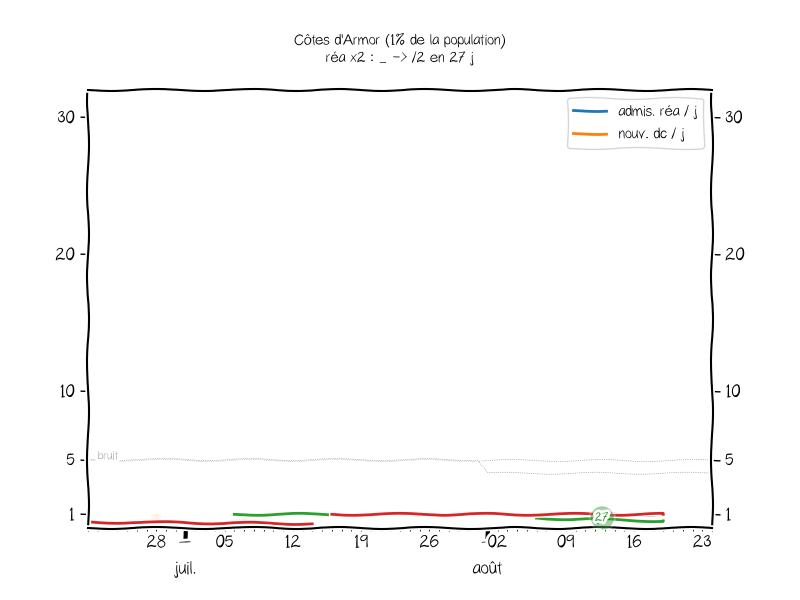 Côtes d'Armor (1% de la population)
réa x2 : _ -> /2 en 27 j
admis. réa / j
nouv. dc / j
30
30
20
20
10
10
5
bruit
5
1
27
1
28
05
12
19
26
02
09
16
23
juil.
août